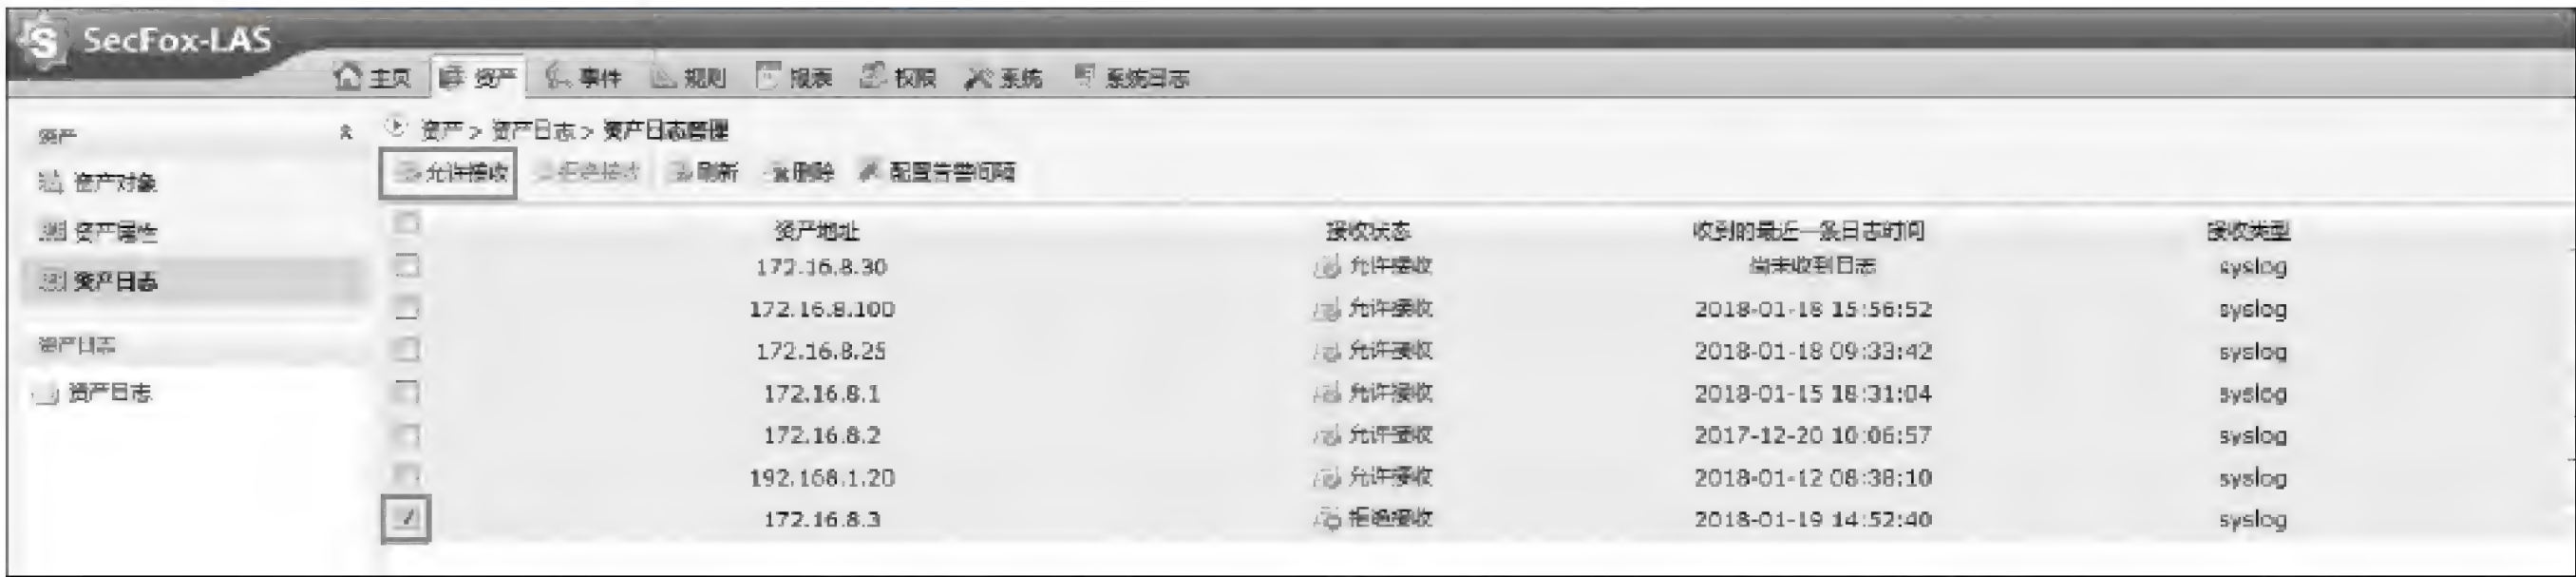 SecFox-LAS
主页 资产 事件 规则 报表 权限 系统 系统日志
资产
资产 > 资产日志 > 资产日志管理
允许接收 拒绝接收 刷新 删除 配置告警间隔
资产对象
资产属性
资产日志
资产日志
资产日志
资产地址 接收状态 收到的最近一条日志时间 接收类型
172.16.8.30 允许接收 尚未收到日志 syslog
172.16.8.100 允许接收 2018-01-18 15:56:52 syslog
172.16.8.25 允许接收 2018-01-18 09:33:42 syslog
172.16.8.1 允许接收 2018-01-15 18:31:04 syslog
172.16.8.2 允许接收 2017-12-20 10:06:57 syslog
192.168.1.20 允许接收 2018-01-12 08:38:10 syslog
172.16.8.3 拒绝接收 2018-01-19 14:52:40 syslog